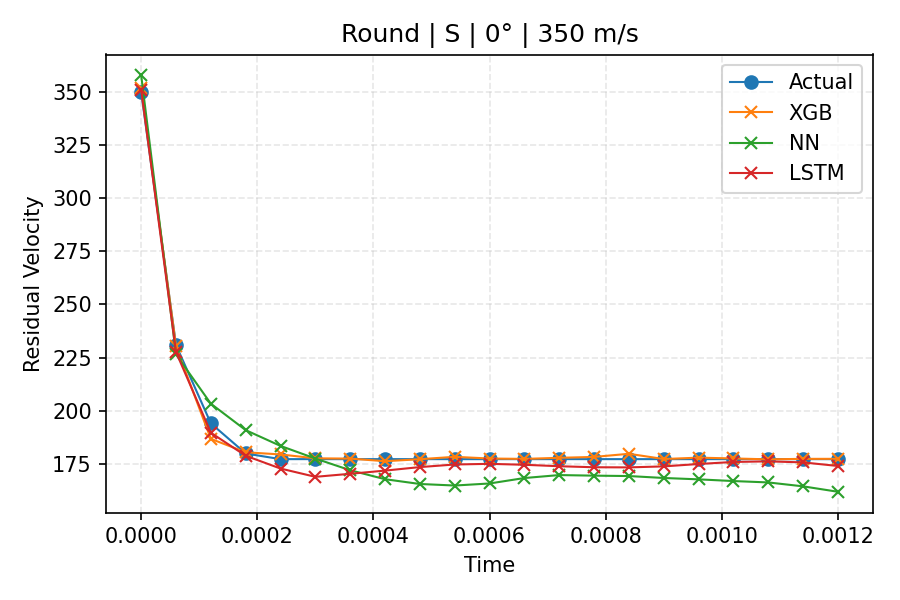 Round | S | 0° | 350 m/s
Residual Velocity
350
325
300
275
250
225
200
175
Actual
XGB
NN
LSTM
0.0000 0.0002 0.0004 0.0006 0.0008 0.0010 0.0012
Time